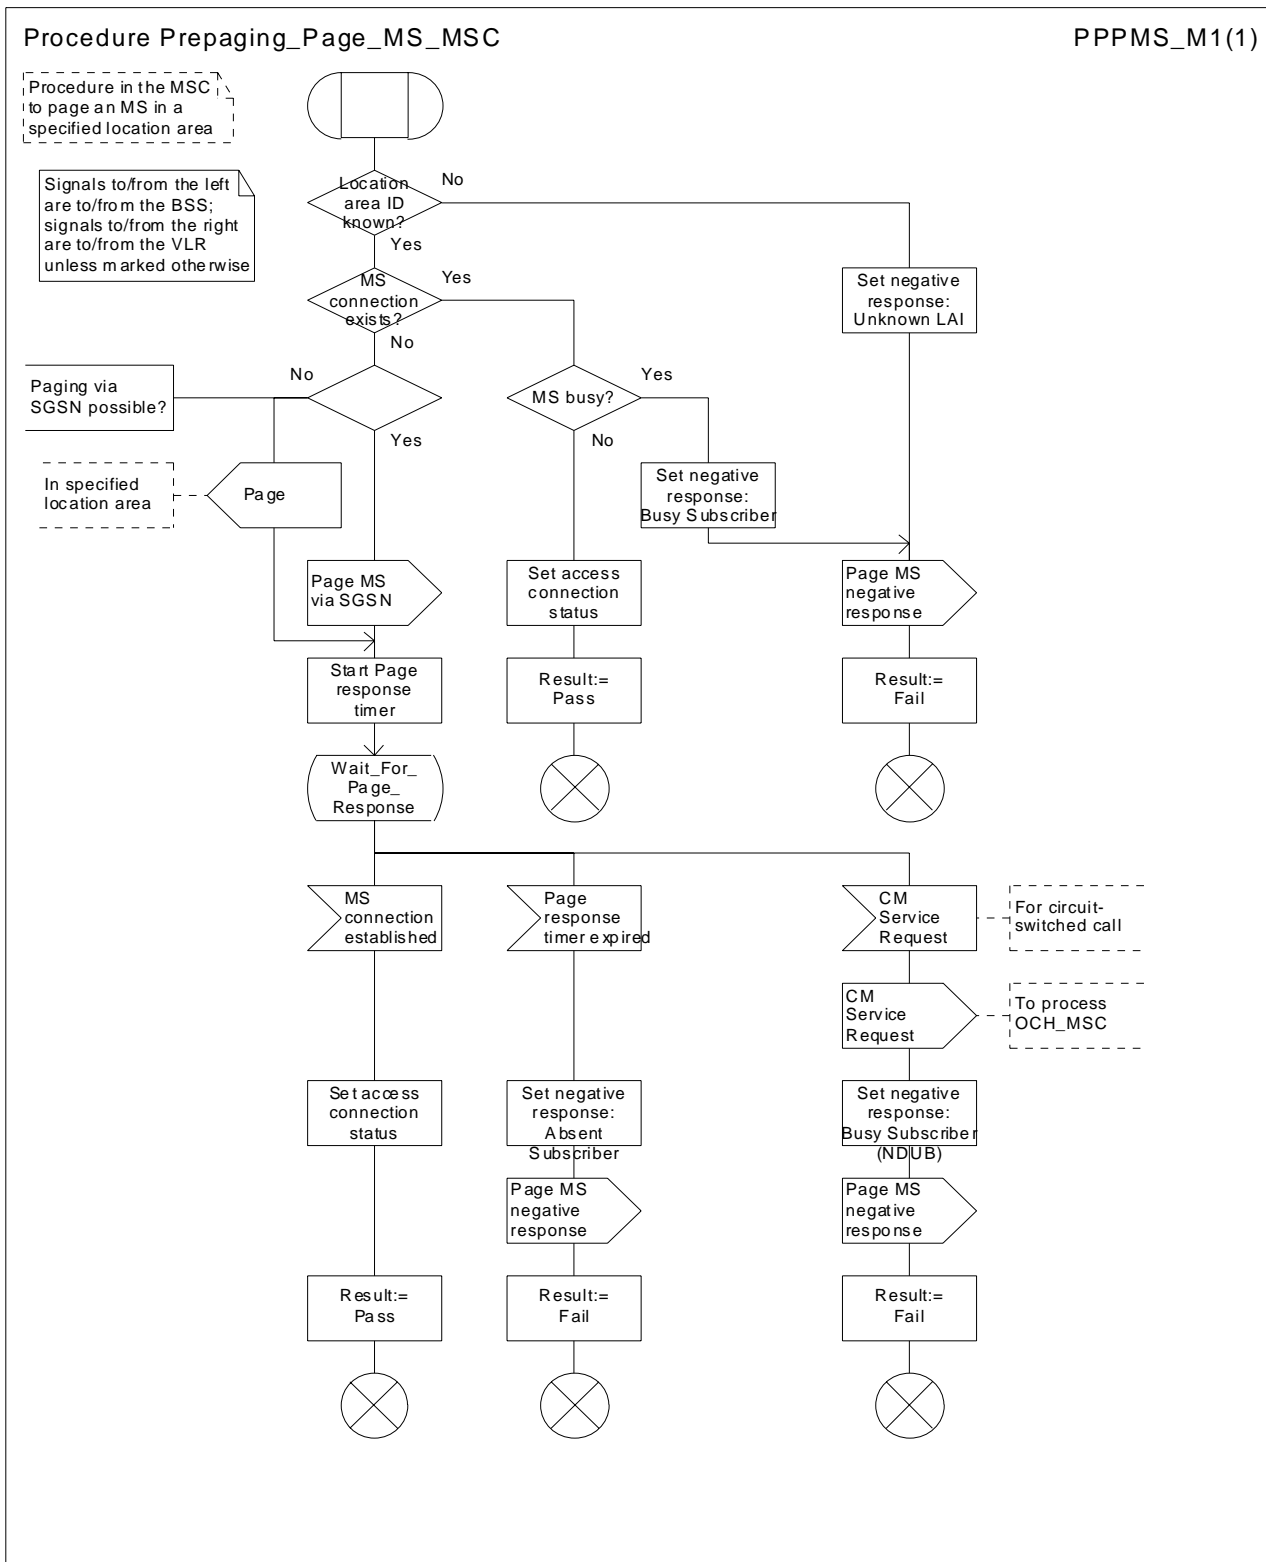 Procedure Prepaging_Page_MS_MSC
PPPMS_M1(1)
Procedure in the MSC
to page an MS in a
specified location area
Signals to/from the left
are to/from the BSS;
signals to/from the right
are to/from the VLR
unless marked otherwise
Location
area ID
known?
No
Yes
MS
connection
exists?
Yes
No
Set negative
response:
Unknown LAI
Paging via
SGSN possible?
No
Yes
MS busy?
Yes
No
In specified
location area
Page
Set negative
response:
Busy Subscriber
Page MS
via SGSN
Set access
connection
status
Page MS
negative
response
Start Page
response
timer
Result:=
Pass
Result:=
Fail
Wait_For_
Page_
Response
MS
connection
established
Page
response
timer expired
CM
Service
Request
For circuit-
switched call
CM
Service
Request
To process
OCH_MSC
Set access
connection
status
Set negative
response:
Absent
Subscriber
Set negative
response:
Busy Subscriber
(NDUB)
Page MS
negative
response
Page MS
negative
response
Result:=
Pass
Result:=
Fail
Result:=
Fail